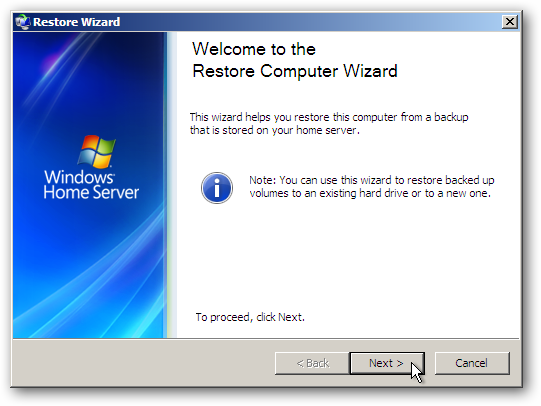 Restore Wizard
Welcome to the
Restore Computer Wizard
This wizard helps you restore this computer from a backup
that is stored on your home server.
Windows
Home Server
Note: You can use this wizard to restore backed up
volumes to an existing hard drive or to a new one.
To proceed, click Next.
< Back
Next >
Cancel